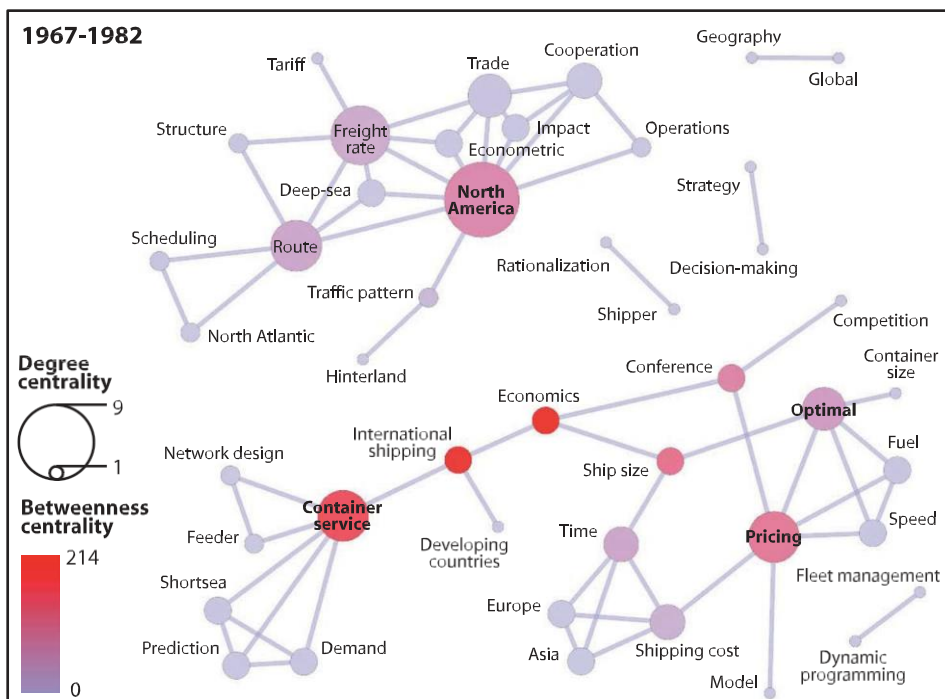 1967-1982
Geography
Global
Cooperation
Trade
Tariff
Structure
Freight
rate
Impact
Operations
Econometric
Deep-sea
North
America
Strategy
Scheduling
Route
Rationalization
Decision-making
Traffic pattern
Shipper
North Atlantic
Competition
Hinterland
Conference
Container
size
Degree
centrality
9
1
Economics
Optimal
International
shipping
Fuel
Network design
Ship size
Container
service
Speed
Betweenness
centrality
214
0
Feeder
Developing
countries
Time
Pricing
Shortsea
Fleet management
Europe
Prediction
Demand
Asia
Shipping cost
Model
Dynamic
programming